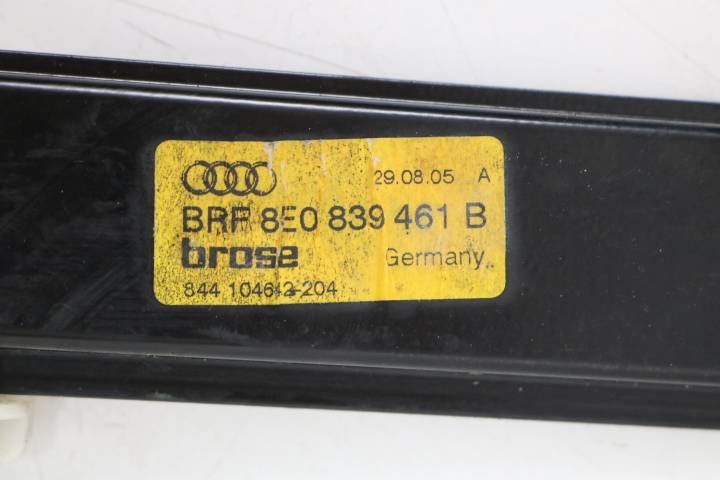 29.08.05 A
BRF 8E0 839 461 B
brose Germany
844 104642-204